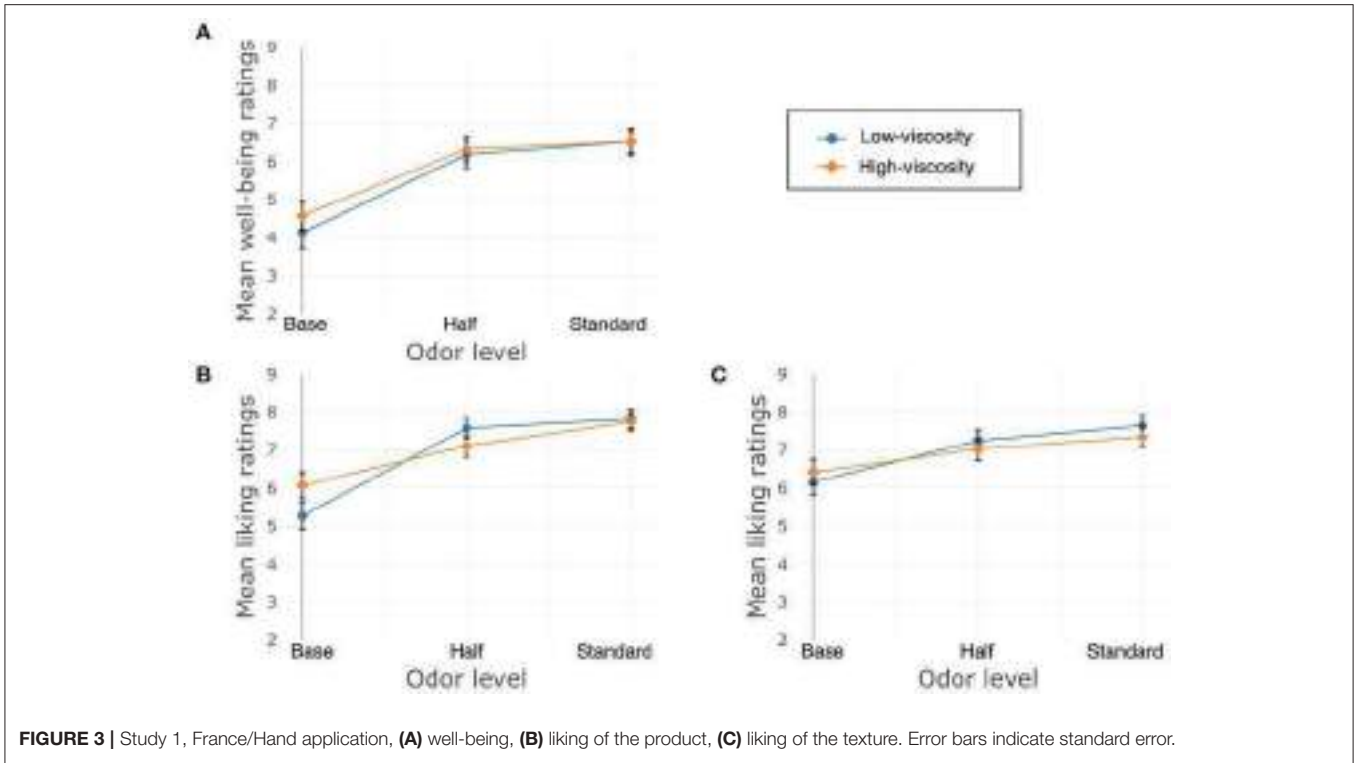 A
Mean well-being ratings
9
8
7
6
5
4
3
2
Base Half Standard
Odor level
Low-viscosity
High-viscosity
B
Mean liking ratings
9
8
7
6
5
4
3
2
Base Half Standard
Odor level
C
Mean liking ratings
9
8
7
6
5
4
3
2
Base Half Standard
Odor level
FIGURE 3 | Study 1, France/Hand application, (A) well-being, (B) liking of the product, (C) liking of the texture. Error bars indicate standard error.